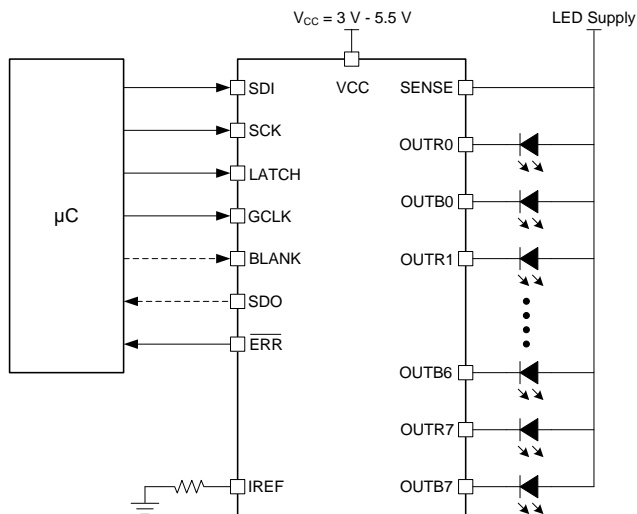 V_CC = 3 V - 5.5 V
LED Supply
VCC
SENSE
SDI
SCK
LATCH
GCLK
BLANK
SDO
ERR
IREF
µC
OUTR0
OUTB0
OUTR1
OUTB6
OUTR7
OUTB7